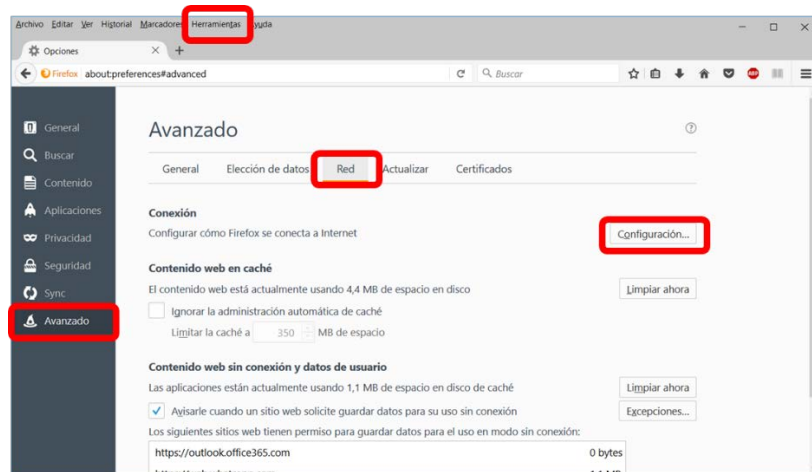 Archivo Editar Ver Historial Marcadores Herramientas Ayuda
Opciones
Firefox about:preferences#advanced Buscar
General
Buscar
Contenido
Aplicaciones
Privacidad
Seguridad
Sync
Avanzado
Avanzado
General Elección de datos Red Actualizar Certificados
Conexión
Configurar cómo Firefox se conecta a Internet Configuración...
Contenido web en caché
El contenido web está actualmente usando 4,4 MB de espacio en disco Limpiar ahora
Ignorar la administración automática de caché
Limitar la caché a 350 MB de espacio
Contenido web sin conexión y datos de usuario
Las aplicaciones están actualmente usando 1,1 MB de espacio en disco de caché Limpiar ahora
Avisarle cuando un sitio web solicite guardar datos para su uso sin conexión Excepciones...
Los siguientes sitios web tienen permiso para guardar datos para el uso en modo sin conexión:
https://outlook.office365.com 0 bytes